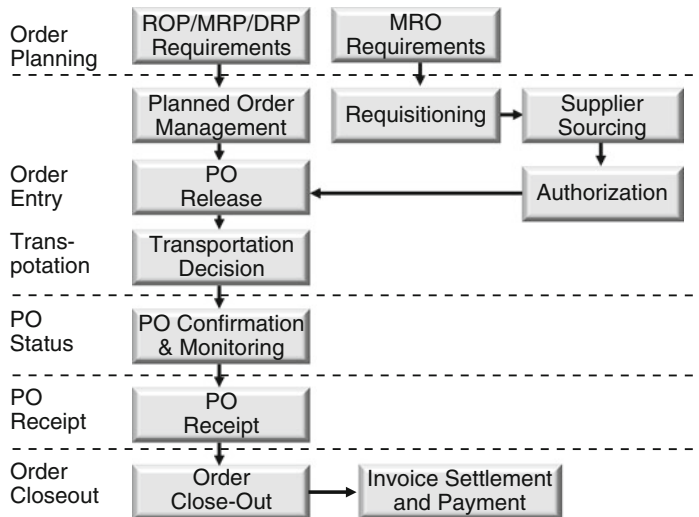 Order
Planning
ROP/MRP/DRP
Requirements
MRO
Requirements
Planned Order
Management
Requisitioning
Supplier
Sourcing
Order
Entry
PO
Release
Authorization
Trans-
potation
Transportation
Decision
PO
Status
PO Confirmation
& Monitoring
PO
Receipt
PO
Receipt
Order
Closeout
Order
Close-Out
Invoice Settlement
and Payment